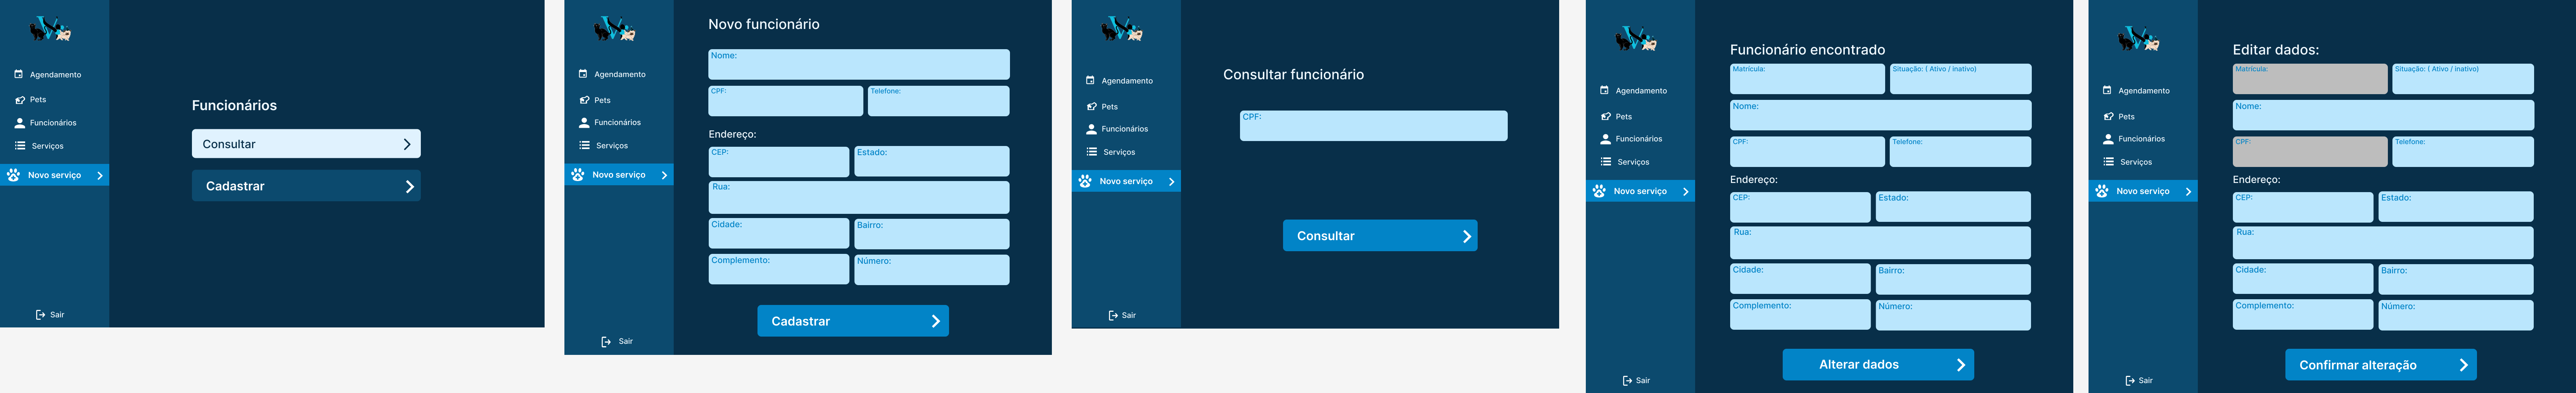 Agendamento
Pets
Funcionários
Serviços
Novo serviço
Sair
Funcionários
Consultar
Cadastrar
Agendamento
Pets
Funcionários
Serviços
Novo serviço
Sair
Novo funcionário
Nome:
CPF: Telefone:
Endereço:
CEP: Estado:
Rua:
Cidade: Bairro:
Complemento: Número:
Cadastrar
Agendamento
Pets
Funcionários
Serviços
Novo serviço
Sair
Consultar funcionário
CPF:
Consultar
Agendamento
Pets
Funcionários
Serviços
Novo serviço
Sair
Funcionário encontrado
Matrícula: Situação: ( Ativo / inativo)
Nome:
CPF: Telefone:
Endereço:
CEP: Estado:
Rua:
Cidade: Bairro:
Complemento: Número:
Alterar dados
Agendamento
Pets
Funcionários
Serviços
Novo serviço
Sair
Editar dados:
Matrícula: Situação: ( Ativo / inativo)
Nome:
CPF: Telefone:
Endereço:
CEP: Estado:
Rua:
Cidade: Bairro:
Complemento: Número:
Confirmar alteração